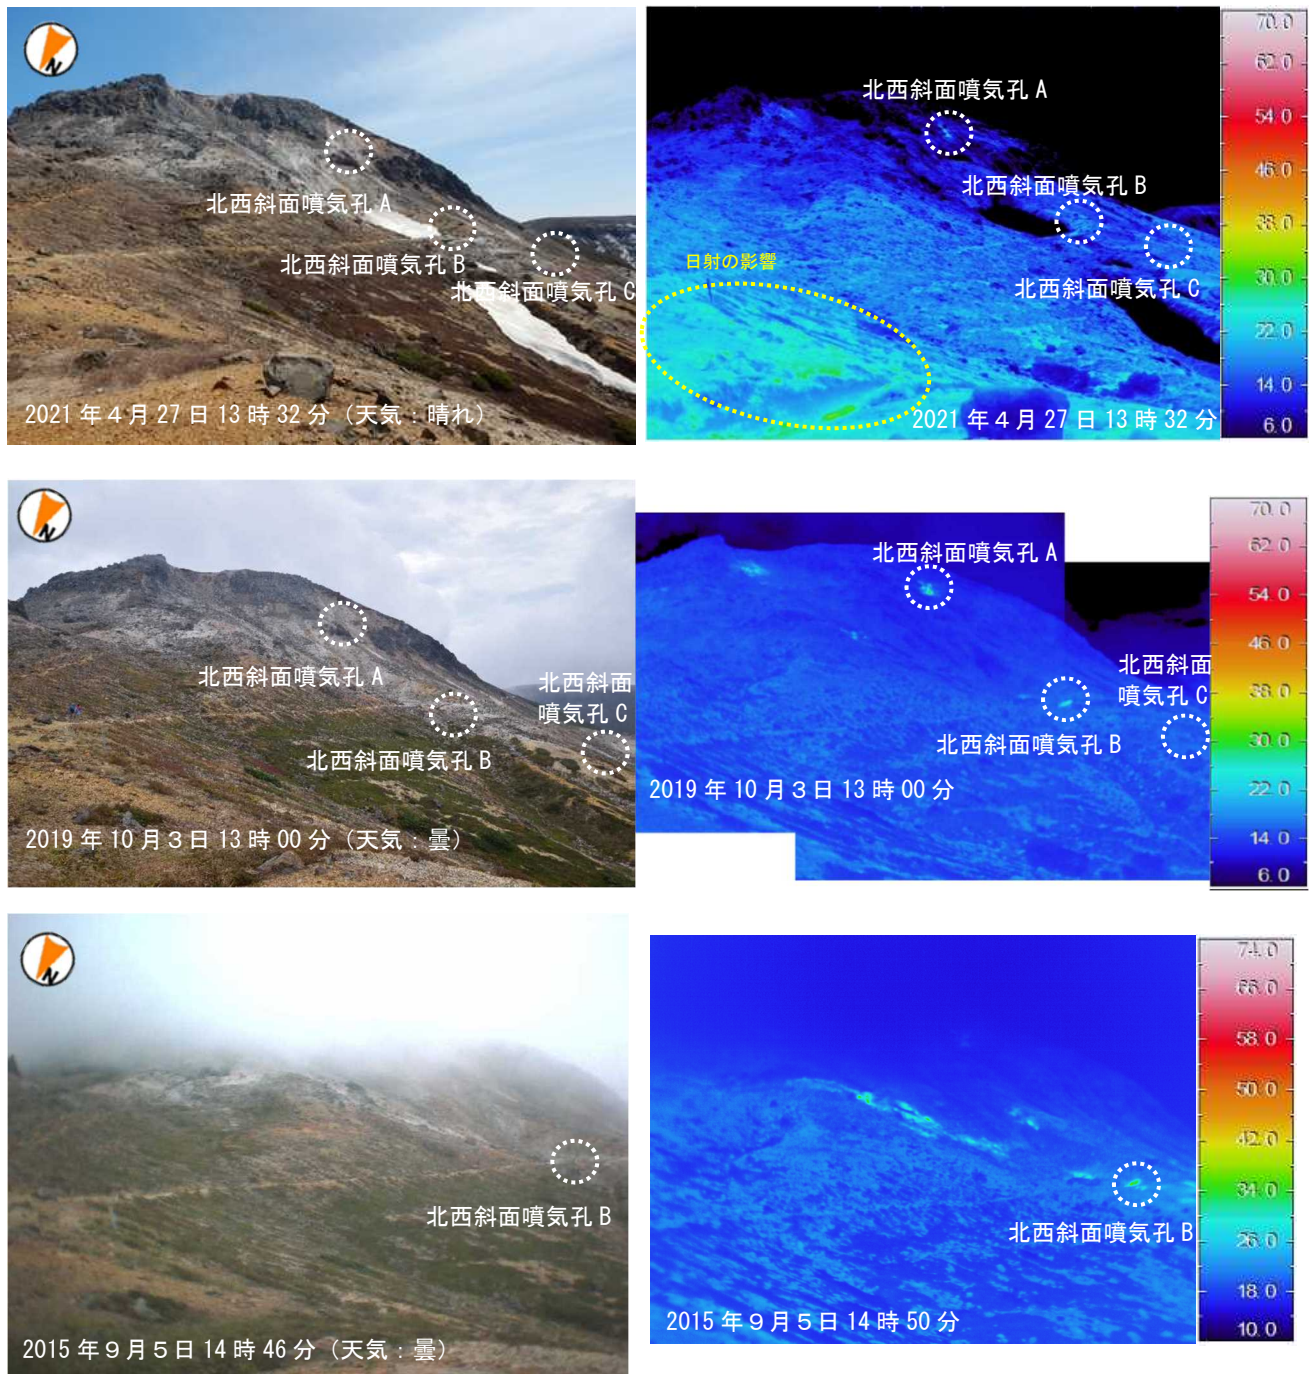 N
北西斜面噴気孔 A
北西斜面噴気孔 B
北西斜面噴気孔 C
2021 年４月 27 日 13 時 32 分（天気：晴れ）
北西斜面噴気孔 A
北西斜面噴気孔 B
日射の影響
北西斜面噴気孔 C
2021 年４月 27 日 13 時 32 分
70.0
62.0
54.0
46.0
38.0
30.0
22.0
14.0
6.0
N
北西斜面噴気孔 A
北西斜面
噴気孔 C
北西斜面噴気孔 B
2019 年 10 月３日 13 時 00 分（天気：曇）
北西斜面噴気孔 A
北西斜面
噴気孔 C
北西斜面噴気孔 B
2019 年 10 月３日 13 時 00 分
70.0
62.0
54.0
46.0
38.0
30.0
22.0
14.0
6.0
N
北西斜面噴気孔 B
2015 年９月５日 14 時 46 分（天気：曇）
北西斜面噴気孔 B
2015 年９月５日 14 時 50 分
74.0
66.0
58.0
50.0
42.0
34.0
26.0
18.0
10.0